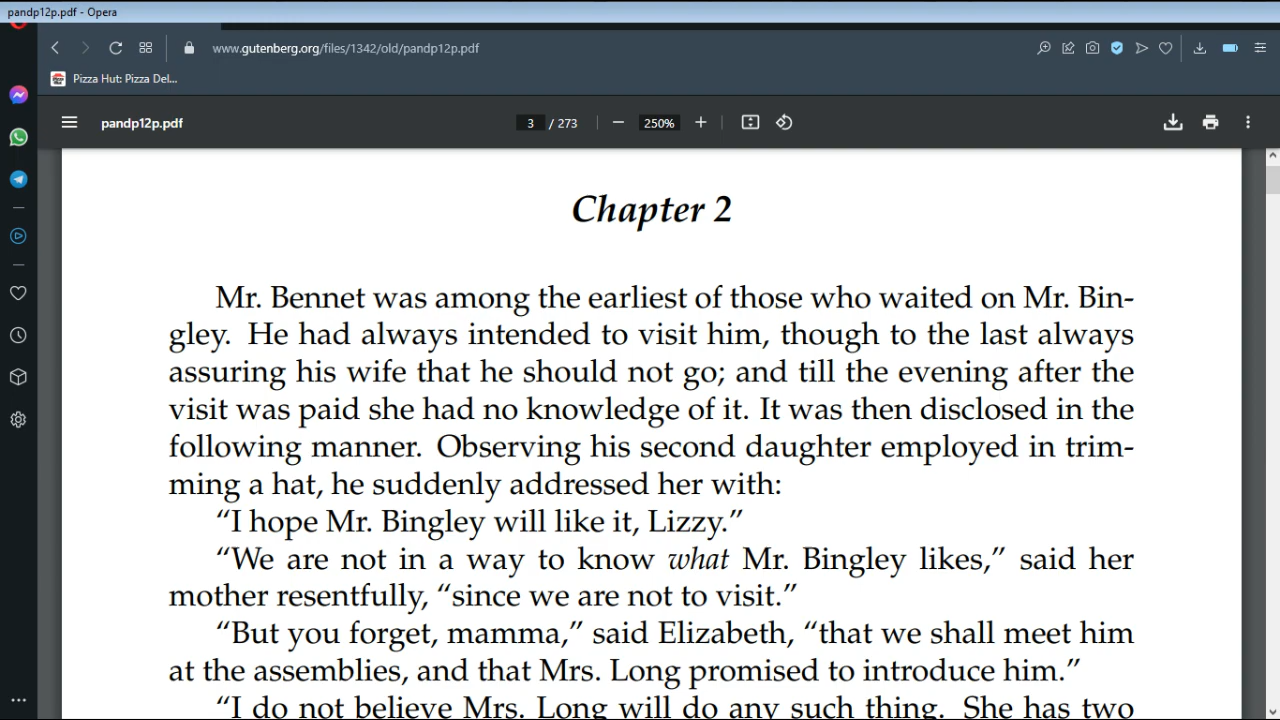 pandp12p.pdf - Opera
www.gutenberg.org/files/1342/old/pandp12p.pdf
Pizza Hut: Pizza Del...
pandp12p.pdf
3 / 273
250%
Chapter 2
Mr. Bennet was among the earliest of those who waited on Mr. Bin-
gley. He had always intended to visit him, though to the last always
assuring his wife that he should not go; and till the evening after the
visit was paid she had no knowledge of it. It was then disclosed in the
following manner. Observing his second daughter employed in trim-
ming a hat, he suddenly addressed her with:
“I hope Mr. Bingley will like it, Lizzy.”
“We are not in a way to know what Mr. Bingley likes,” said her
mother resentfully, “since we are not to visit.”
“But you forget, mamma,” said Elizabeth, “that we shall meet him
at the assemblies, and that Mrs. Long promised to introduce him.”
“I do not believe Mrs. Long will do any such thing. She has two